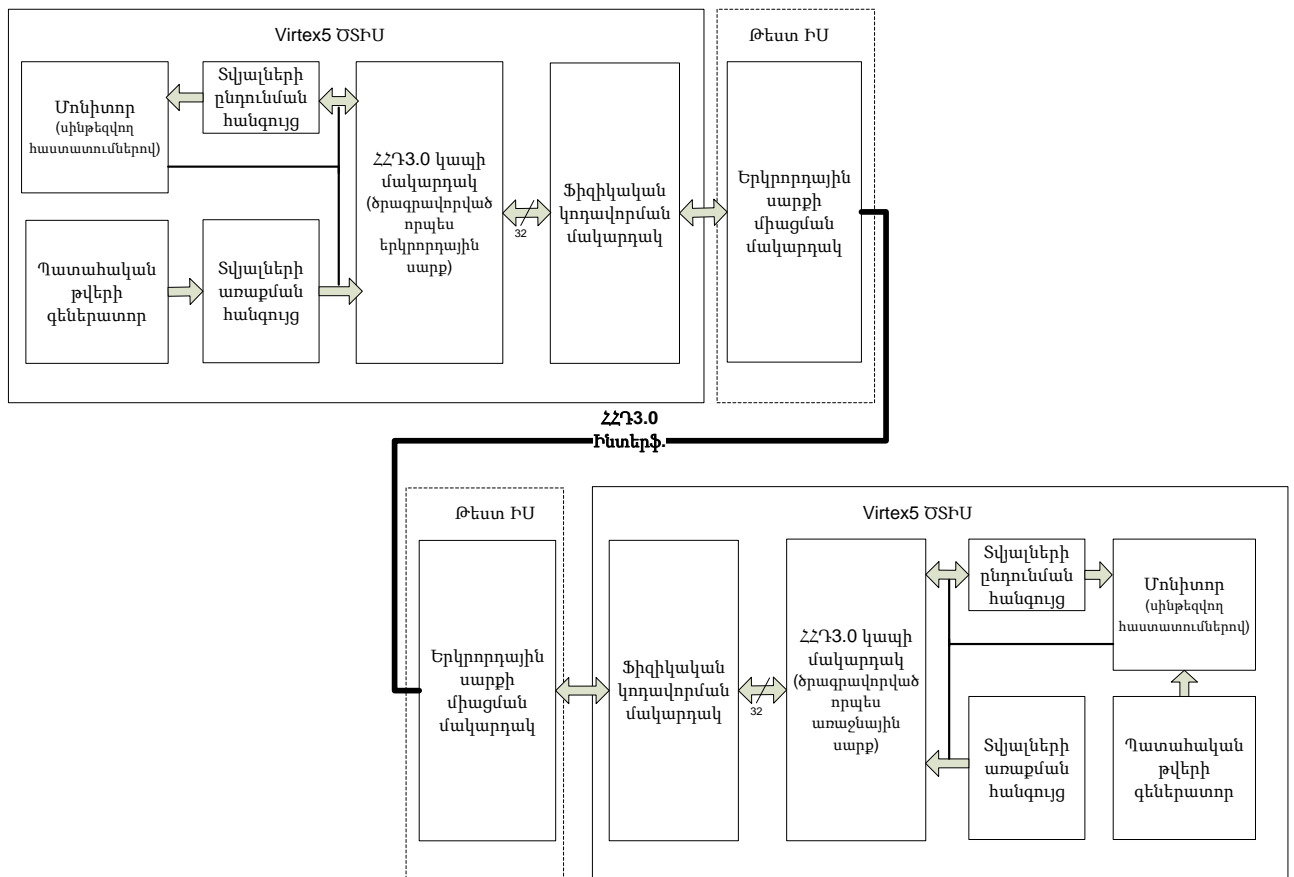 Virtex5 ԾՏԻՍ
Թեստ ԻՍ
Մոնիտոր
(սինթեզվող
հաստատումներով)
Տվյալների
ընդունման
հանգույց
ՀՀԴ3.0 կապի
մակարդակ
(ծրագրավորված
որպես
երկրորդային
սարք)
32
Ֆիզիկական
կոդավորման
մակարդակ
Երկրորդային
սարքի
միացման
մակարդակ
Պատահական
թվերի
գեներատոր
Տվյալների
առաքման
հանգույց
ՀՀԴ3.0
Ինտերֆ.
Թեստ ԻՍ
Virtex5 ԾՏԻՍ
Երկրորդային
սարքի
միացման
մակարդակ
Ֆիզիկական
կոդավորման
մակարդակ
32
ՀՀԴ3.0 կապի
մակարդակ
(ծրագրավորված
որպես
առաջնային
սարք)
Տվյալների
ընդունման
հանգույց
Մոնիտոր
(սինթեզվող
հաստատումներով)
Տվյալների
առաքման
հանգույց
Պատահական
թվերի
գեներատոր